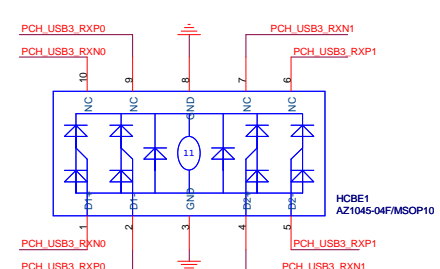 PCH_USB3_RXP0
PCH_USB3_RXN1
PCH_USB3_RXN0
PCH_USB3_RXP1
10
9
8
7
6
NC
NC
GND
NC
NC
11
D1+
D1-
GND
D2+
D2-
HCBE1
AZ1045-04F/MSOP10
1
2
3
4
5
PCH_USB3_RXN0
PCH_USB3_RXP1
PCH_USB3_RXP0
PCH_USB3_RXN1